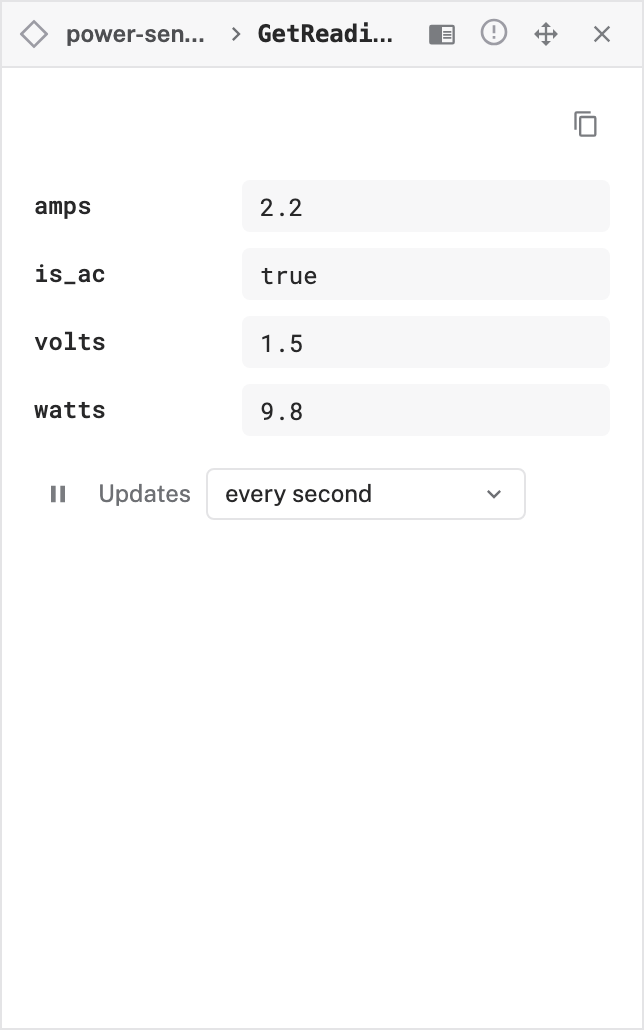 power-sen... > GetReadi...
amps 2.2
is_ac true
volts 1.5
watts 9.8
Updates every second